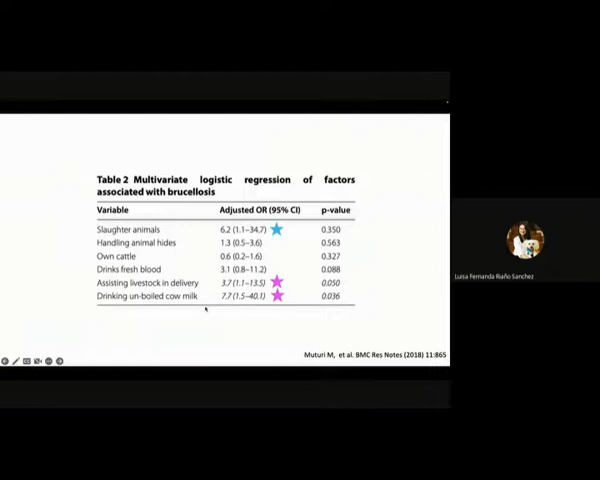 Table 2 Multivariate logistic regression of factors
associated with brucellosis
Variable Adjusted OR (95% CI) p-value
Slaughter animals 6.2 (1.1–34.7) 0.350
Handling animal hides 1.3 (0.5–3.6) 0.563
Own cattle 0.6 (0.2–1.6) 0.327
Drinks fresh blood 3.1 (0.8–11.2) 0.088
Assisting livestock in delivery 3.7 (1.1–13.5) 0.050
Drinking un-boiled cow milk 7.7 (1.5–40.1) 0.036
Muturi M, et al. BMC Res Notes (2018) 11:865
Luisa Fernanda Riaño Sanchez